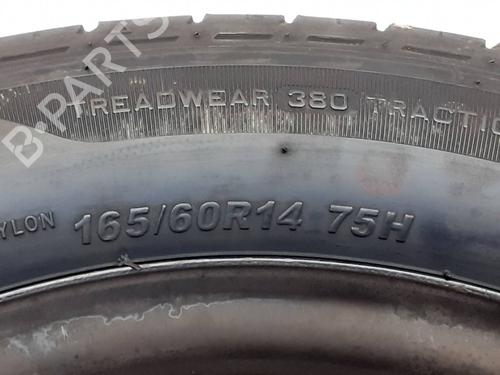 B-PARTS
TREADWEAR 380 TRACTIO
YLON 165/60R14 75H